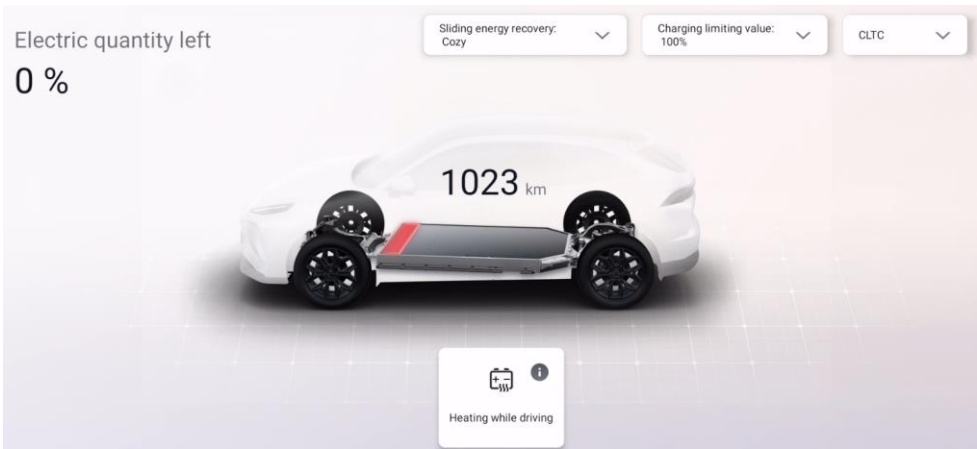 Electric quantity left
0 %
Sliding energy recovery:
Cozy
Charging limiting value:
100%
CLTC
1023 km
Heating while driving